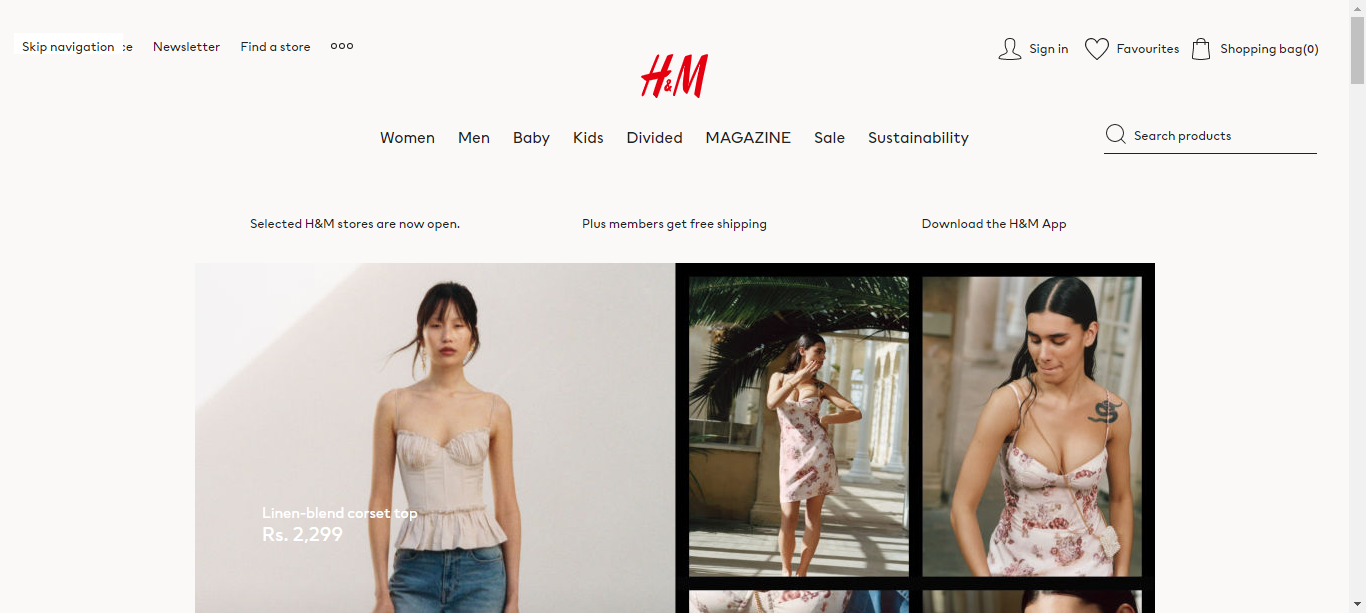 Skip navigation :e
Newsletter
Find a store
Sign in
Favourites
Shopping bag(0)
H&M
Women Men Baby Kids Divided MAGAZINE Sale Sustainability
Search products
Selected H&M stores are now open.
Plus members get free shipping
Download the H&M App
Linen-blend corset top
Rs. 2,299